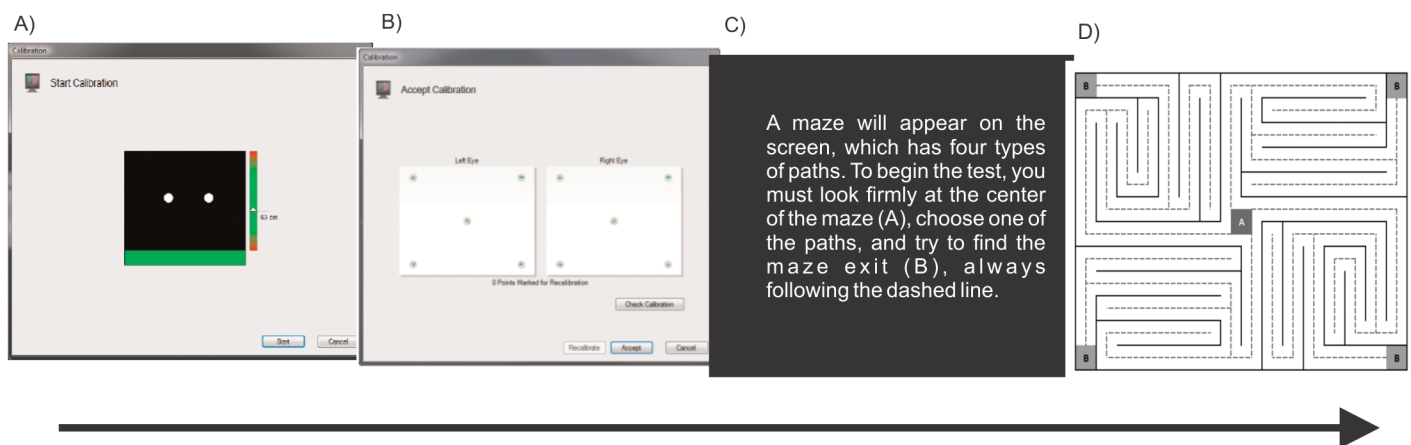 A)
Calibration
Start Calibration
63 cm
Start
Cancel
B)
Calibration
Accept Calibration
Left Eye
Right Eye
0 Points Marked for Recalibration
Check Calibration
Recalibrate
Accept
Cancel
C)
A maze will appear on the
screen, which has four types
of paths. To begin the test, you
must look firmly at the center
of the maze (A), choose one of
the paths, and try to find the
maze exit (B), always
following the dashed line.
D)
B
B
A
B
B